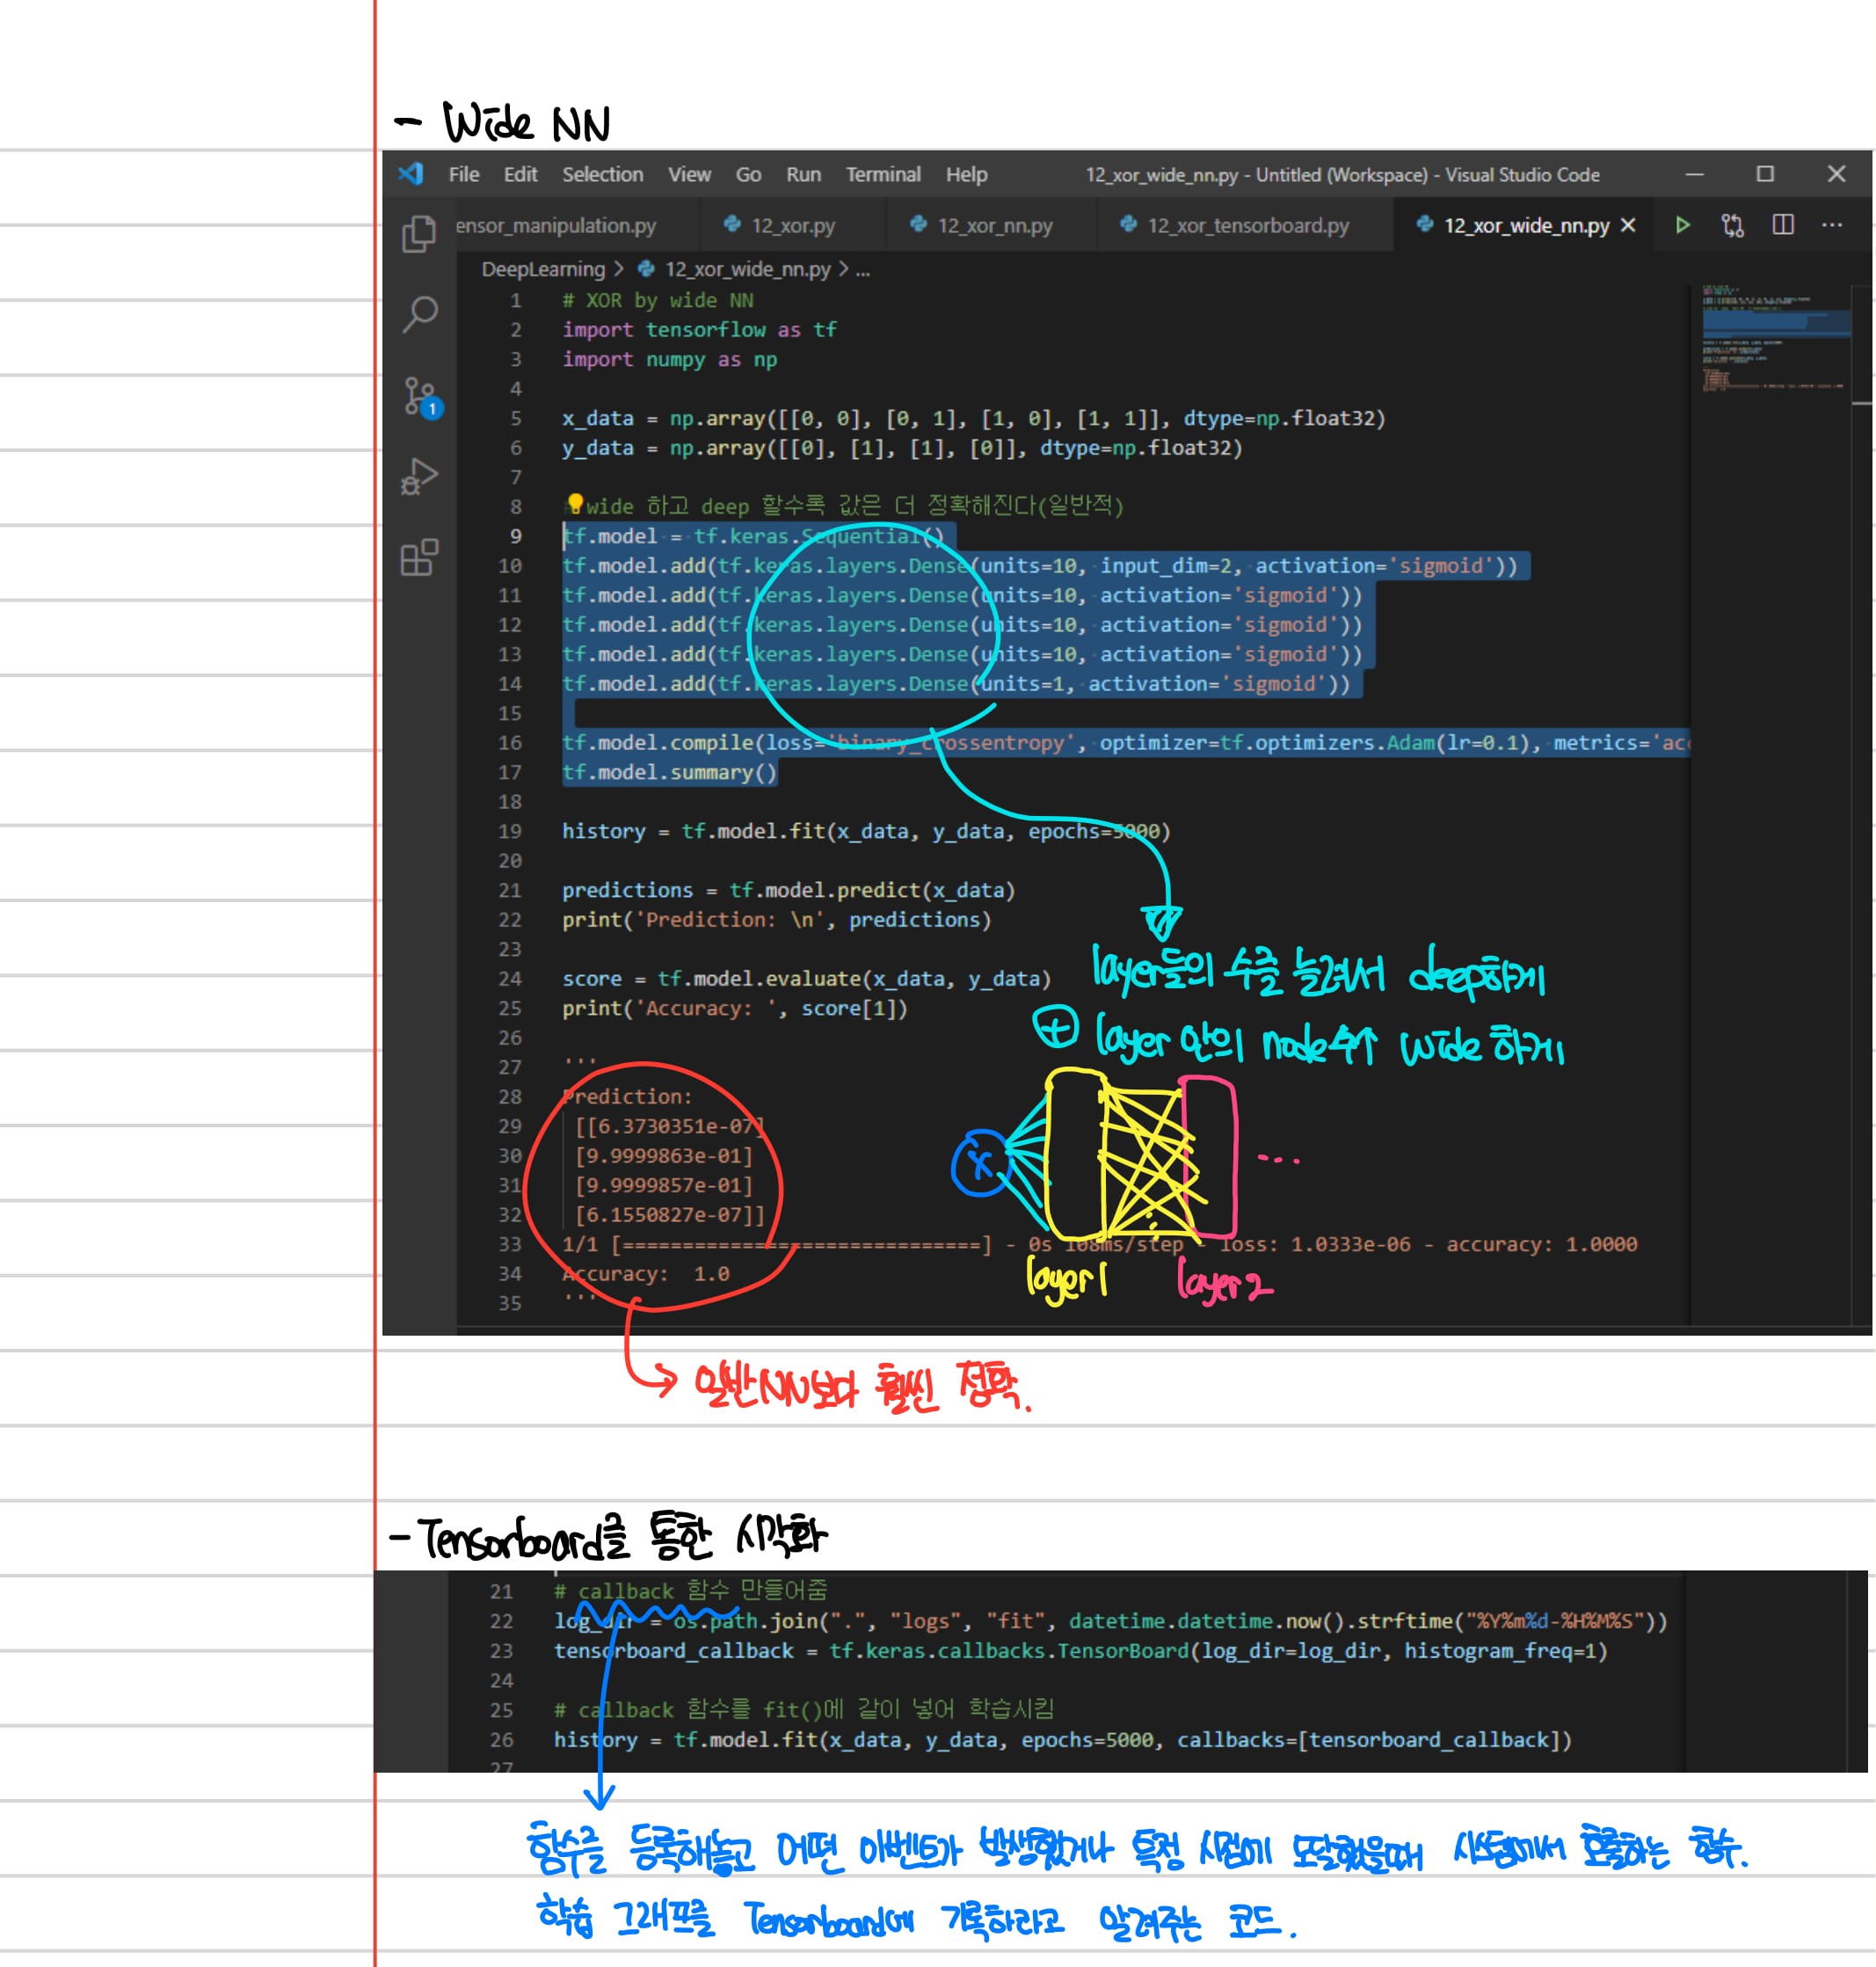 - Wide NN
File Edit Selection View Go Run Terminal Help 12_xor_wide_nn.py - Untitled (Workspace) - Visual Studio Code
ensor_manipulation.py 12_xor.py 12_xor_nn.py 12_xor_tensorboard.py 12_xor_wide_nn.py
DeepLearning > 12_xor_wide_nn.py > ...
1
1 # XOR by wide NN
2 import tensorflow as tf
3 import numpy as np
4
5 x_data = np.array([[0, 0], [0, 1], [1, 0], [1, 1]], dtype=np.float32)
6 y_data = np.array([[0], [1], [1], [0]], dtype=np.float32)
7
8 # wide 하고 deep 할수록 값은 더 정확해진다(일반적)
9 tf.model = tf.keras.Sequential()
10 tf.model.add(tf.keras.layers.Dense(units=10, input_dim=2, activation='sigmoid'))
11 tf.model.add(tf.keras.layers.Dense(units=10, activation='sigmoid'))
12 tf.model.add(tf.keras.layers.Dense(units=10, activation='sigmoid'))
13 tf.model.add(tf.keras.layers.Dense(units=10, activation='sigmoid'))
14 tf.model.add(tf.keras.layers.Dense(units=1, activation='sigmoid'))
15
16 tf.model.compile(loss='binary_crossentropy', optimizer=tf.optimizers.Adam(lr=0.1), metrics='acc
17 tf.model.summary()
18
19 history = tf.model.fit(x_data, y_data, epochs=5000)
20
21 predictions = tf.model.predict(x_data)
22 print('Prediction: \n', predictions)
23
24 score = tf.model.evaluate(x_data, y_data)
25 print('Accuracy: ', score[1])
26
layer들의 수를 늘려서 deep하게
⊕ layer 안의 node수↑ wide 하게
27 '''
28 Prediction:
29 [[6.3730351e-07]
30 [9.9999863e-01]
31 [9.9999857e-01]
32 [6.1550827e-07]]
33 1/1 [==============================] - 0s 108ms/step - loss: 1.0333e-06 - accuracy: 1.0000
34 Accuracy:  1.0
35 '''
X ...
layer1 layer2
일반NN보다 훨씬 정확.
- Tensorboard를 통한 시각화
21 # callback 함수 만들어줌
22 log_dir = os.path.join(".", "logs", "fit", datetime.datetime.now().strftime("%Y%m%d-%H%M%S"))
23 tensorboard_callback = tf.keras.callbacks.TensorBoard(log_dir=log_dir, histogram_freq=1)
24
25 # callback 함수를 fit()에 같이 넣어 학습시킴
26 history = tf.model.fit(x_data, y_data, epochs=5000, callbacks=[tensorboard_callback])
27
함수를 등록해놓고 어떤 이벤트가 발생했거나 특정 시점에 도달했을때 시스템에서 호출하는 함수.
학습 그래프를 Tensorboard에 기록하라고 알려주는 코드.